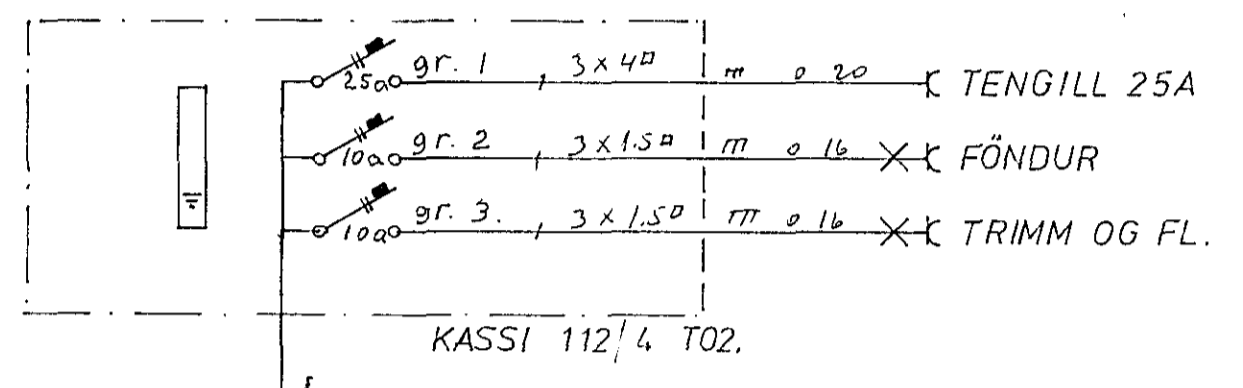 25a gr. 1 3 x 4▫ m o 20 TENGILL 25A
10a gr. 2 3 x 1.5▫ m o 16 FÖNDUR
10a gr. 3. 3 x 1.5▫ m o 16 TRIMM OG FL.
KASSI 112/4 T02.